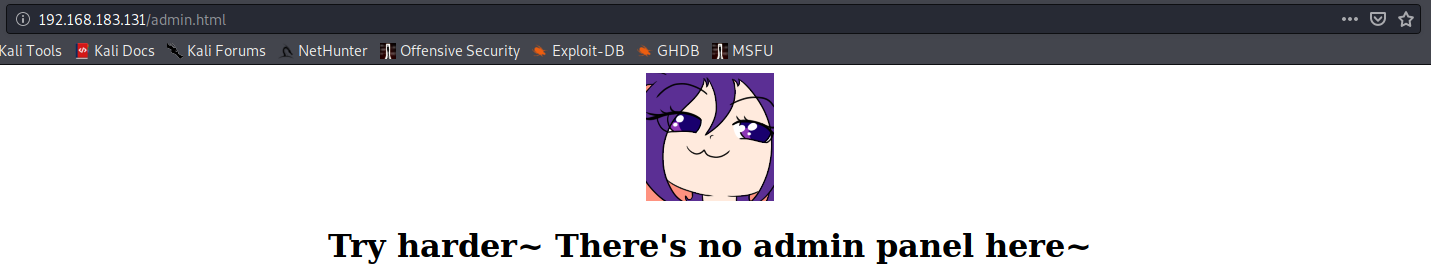 192.168.183.131/admin.html
Kali Tools Kali Docs Kali Forums NetHunter Offensive Security Exploit-DB GHDB MSFU
Try harder~ There's no admin panel here~